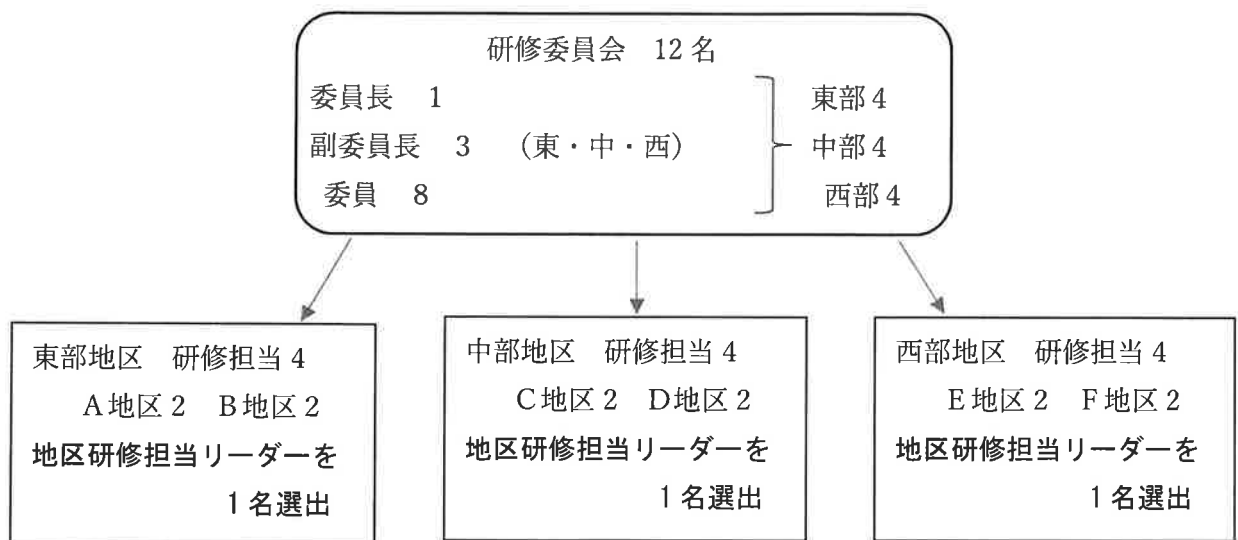 研修委員会　12名
委員長　1
副委員長　3　（東・中・西）
委員　8
東部4
中部4
西部4
東部地区　研修担当4
A地区2　B地区2
地区研修担当リーダーを
1名選出
中部地区　研修担当4
C地区2　D地区2
地区研修担当リーダーを
1名選出
西部地区　研修担当4
E地区2　F地区2
地区研修担当リーダーを
1名選出